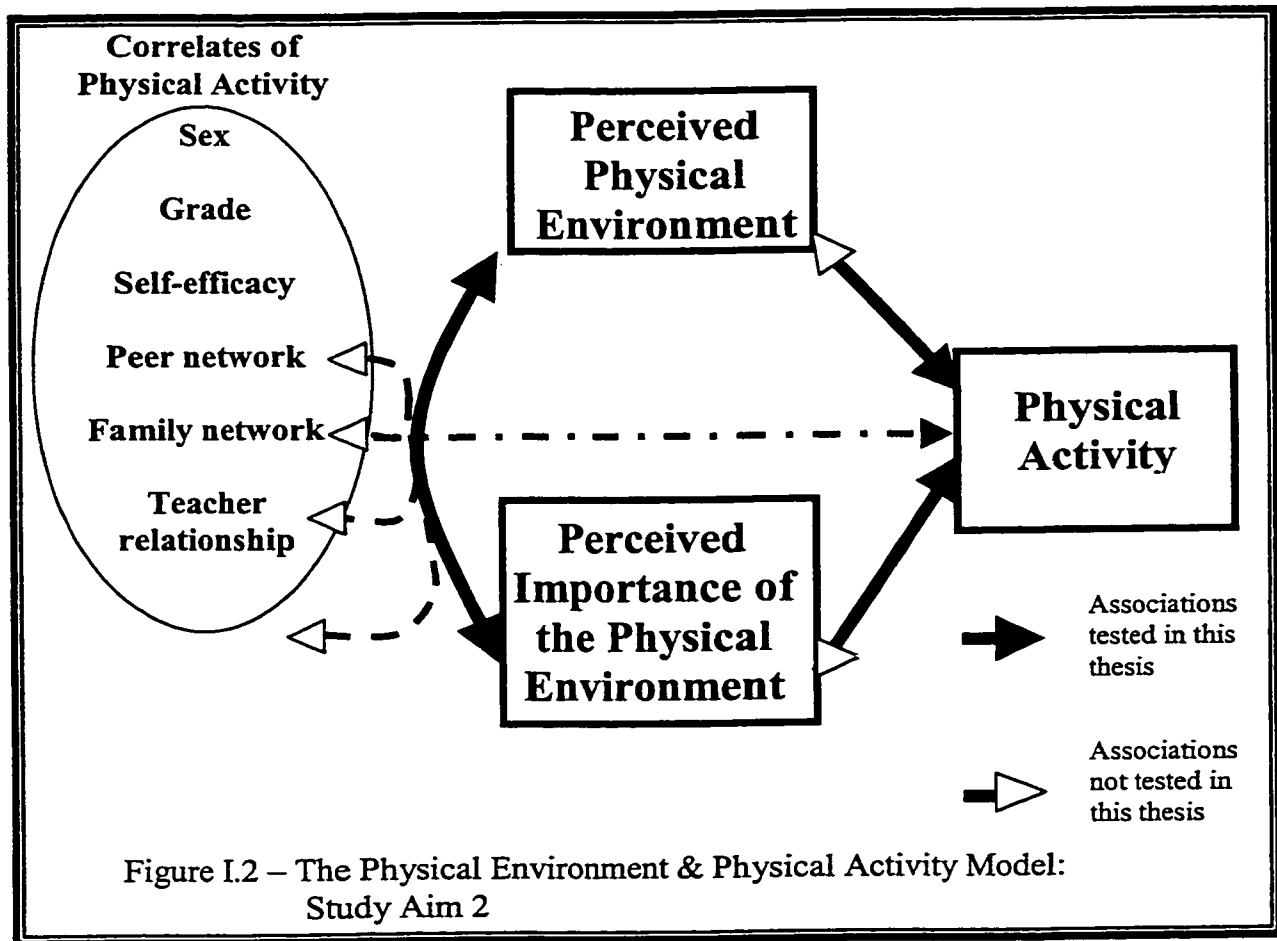 Correlates of
Physical Activity
Sex
Grade
Self-efficacy
Peer network
Family network
Teacher
relationship
Perceived
Physical
Environment
Perceived
Importance of
the Physical
Environment
Physical
Activity
Associations
tested in this
thesis
Associations
not tested in
this thesis
Figure I.2 – The Physical Environment & Physical Activity Model:
Study Aim 2